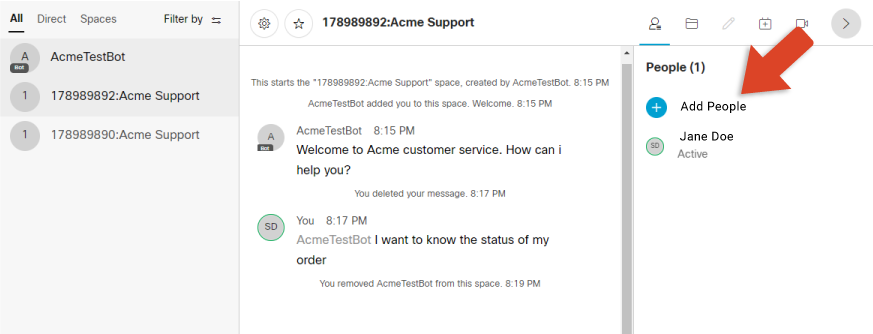 All Direct Spaces Filter by
A
Bot
AcmeTestBot
1
178989892:Acme Support
1
178989890:Acme Support
178989892:Acme Support
This starts the "178989892:Acme Support" space, created by AcmeTestBot. 8:15 PM
AcmeTestBot added you to this space. Welcome. 8:15 PM
A
Bot
AcmeTestBot 8:15 PM
Welcome to Acme customer service. How can i
help you?
You deleted your message. 8:17 PM
SD
You 8:17 PM
AcmeTestBot I want to know the status of my
order
You removed AcmeTestBot from this space. 8:19 PM
People (1)
Add People
SD
Jane Doe
Active